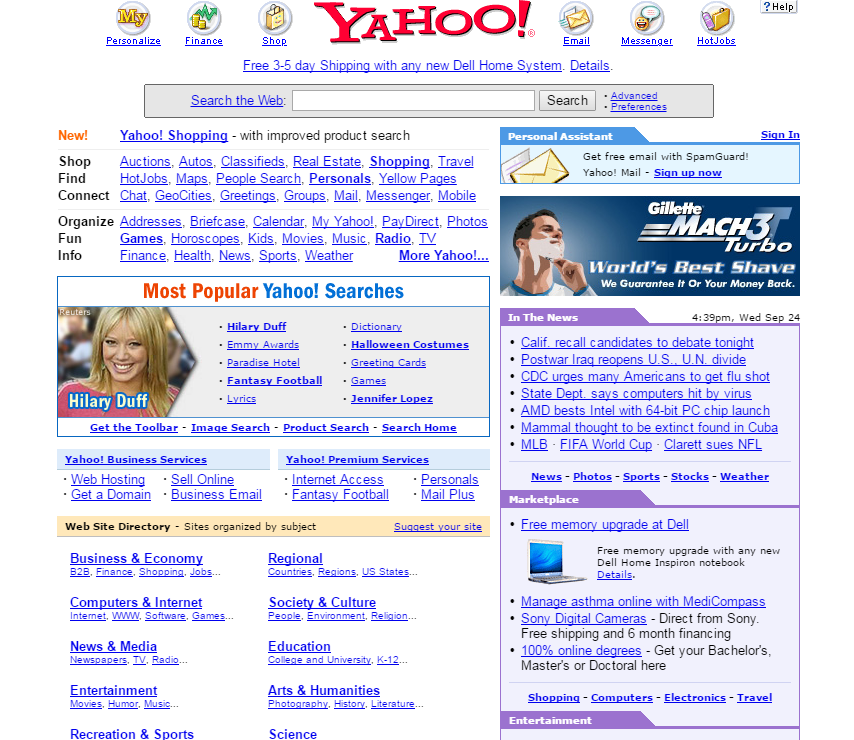 My
YAHOO! ®
? Help
Personalize Finance Shop Email Messenger HotJobs
Free 3-5 day Shipping with any new Dell Home System. Details.
Search the Web: Search · Advanced
· Preferences
New! Yahoo! Shopping - with improved product search
Shop Auctions, Autos, Classifieds, Real Estate, Shopping, Travel
Find HotJobs, Maps, People Search, Personals, Yellow Pages
Connect Chat, GeoCities, Greetings, Groups, Mail, Messenger, Mobile
Organize Addresses, Briefcase, Calendar, My Yahoo!, PayDirect, Photos
Fun Games, Horoscopes, Kids, Movies, Music, Radio, TV
Info Finance, Health, News, Sports, Weather More Yahoo!...
Most Popular Yahoo! Searches
Reuters
Hilary Duff
· Hilary Duff · Dictionary
· Emmy Awards · Halloween Costumes
· Paradise Hotel · Greeting Cards
· Fantasy Football · Games
· Lyrics · Jennifer Lopez
Get the Toolbar - Image Search - Product Search - Search Home
Yahoo! Business Services
· Web Hosting · Sell Online
· Get a Domain · Business Email
Yahoo! Premium Services
· Internet Access · Personals
· Fantasy Football · Mail Plus
Web Site Directory - Sites organized by subject Suggest your site
Business & Economy
B2B, Finance, Shopping, Jobs...
Regional
Countries, Regions, US States...
Computers & Internet
Internet, WWW, Software, Games...
Society & Culture
People, Environment, Religion...
News & Media
Newspapers, TV, Radio...
Education
College and University, K-12...
Entertainment
Movies, Humor, Music...
Arts & Humanities
Photography, History, Literature...
Recreation & Sports
Science
Personal Assistant Sign In
Get free email with SpamGuard!
Yahoo! Mail - Sign up now
Gillette
MACH3
Turbo
World's Best Shave
We Guarantee It Or Your Money Back.
In The News 4:39pm, Wed Sep 24
• Calif. recall candidates to debate tonight
• Postwar Iraq reopens U.S., U.N. divide
• CDC urges many Americans to get flu shot
• State Dept. says computers hit by virus
• AMD bests Intel with 64-bit PC chip launch
• Mammal thought to be extinct found in Cuba
• MLB · FIFA World Cup · Clarett sues NFL
News - Photos - Sports - Stocks - Weather
Marketplace
• Free memory upgrade at Dell
Free memory upgrade with any new
Dell Home Inspiron notebook
Details.
• Manage asthma online with MediCompass
• Sony Digital Cameras - Direct from Sony.
Free shipping and 6 month financing
• 100% online degrees - Get your Bachelor's,
Master's or Doctoral here
Shopping - Computers - Electronics - Travel
Entertainment